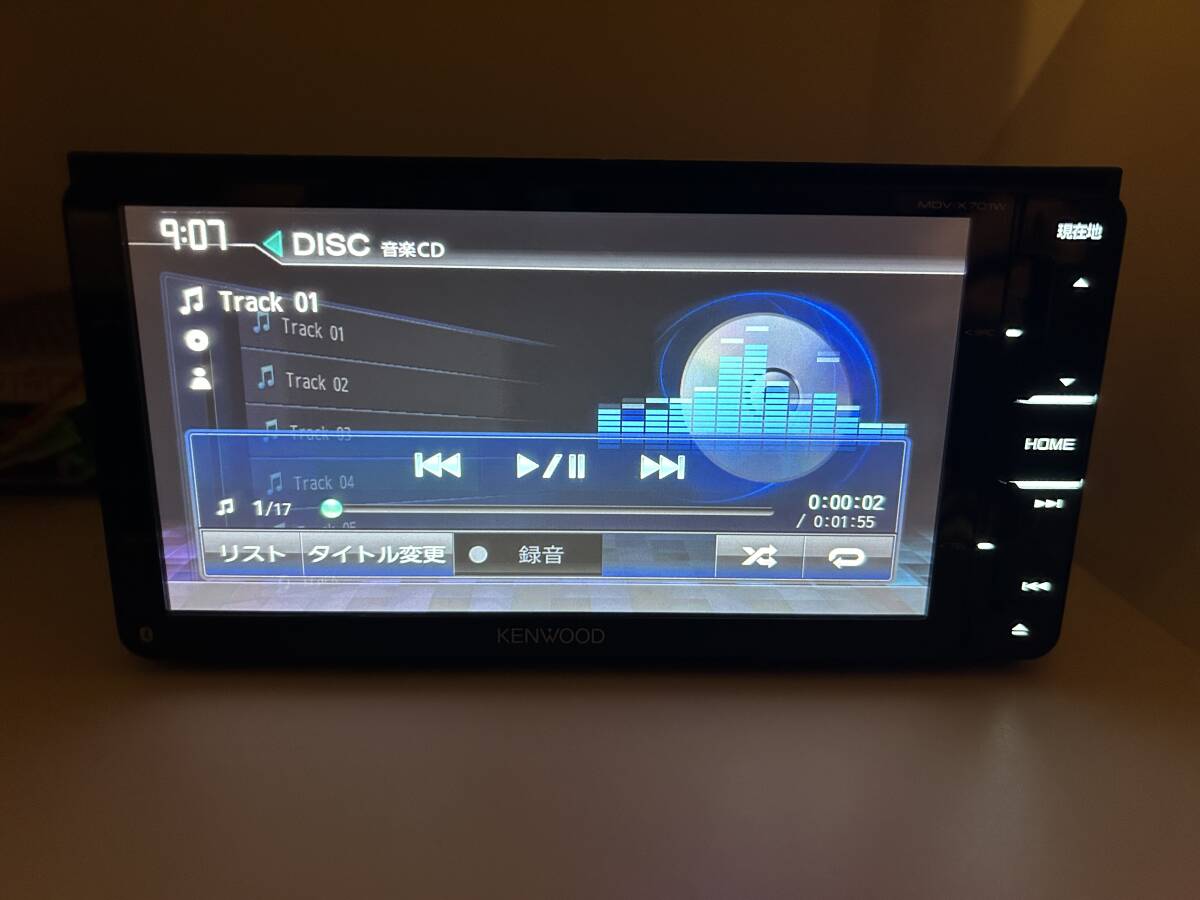 MDV-X701W
9:07
DISC 音楽CD
現在地
Track 01
Track 01
Track 02
Track 03
Track 04
HOME
1/17
0:00:02
/ 0:01:55
リスト タイトル変更 録音
KENWOOD